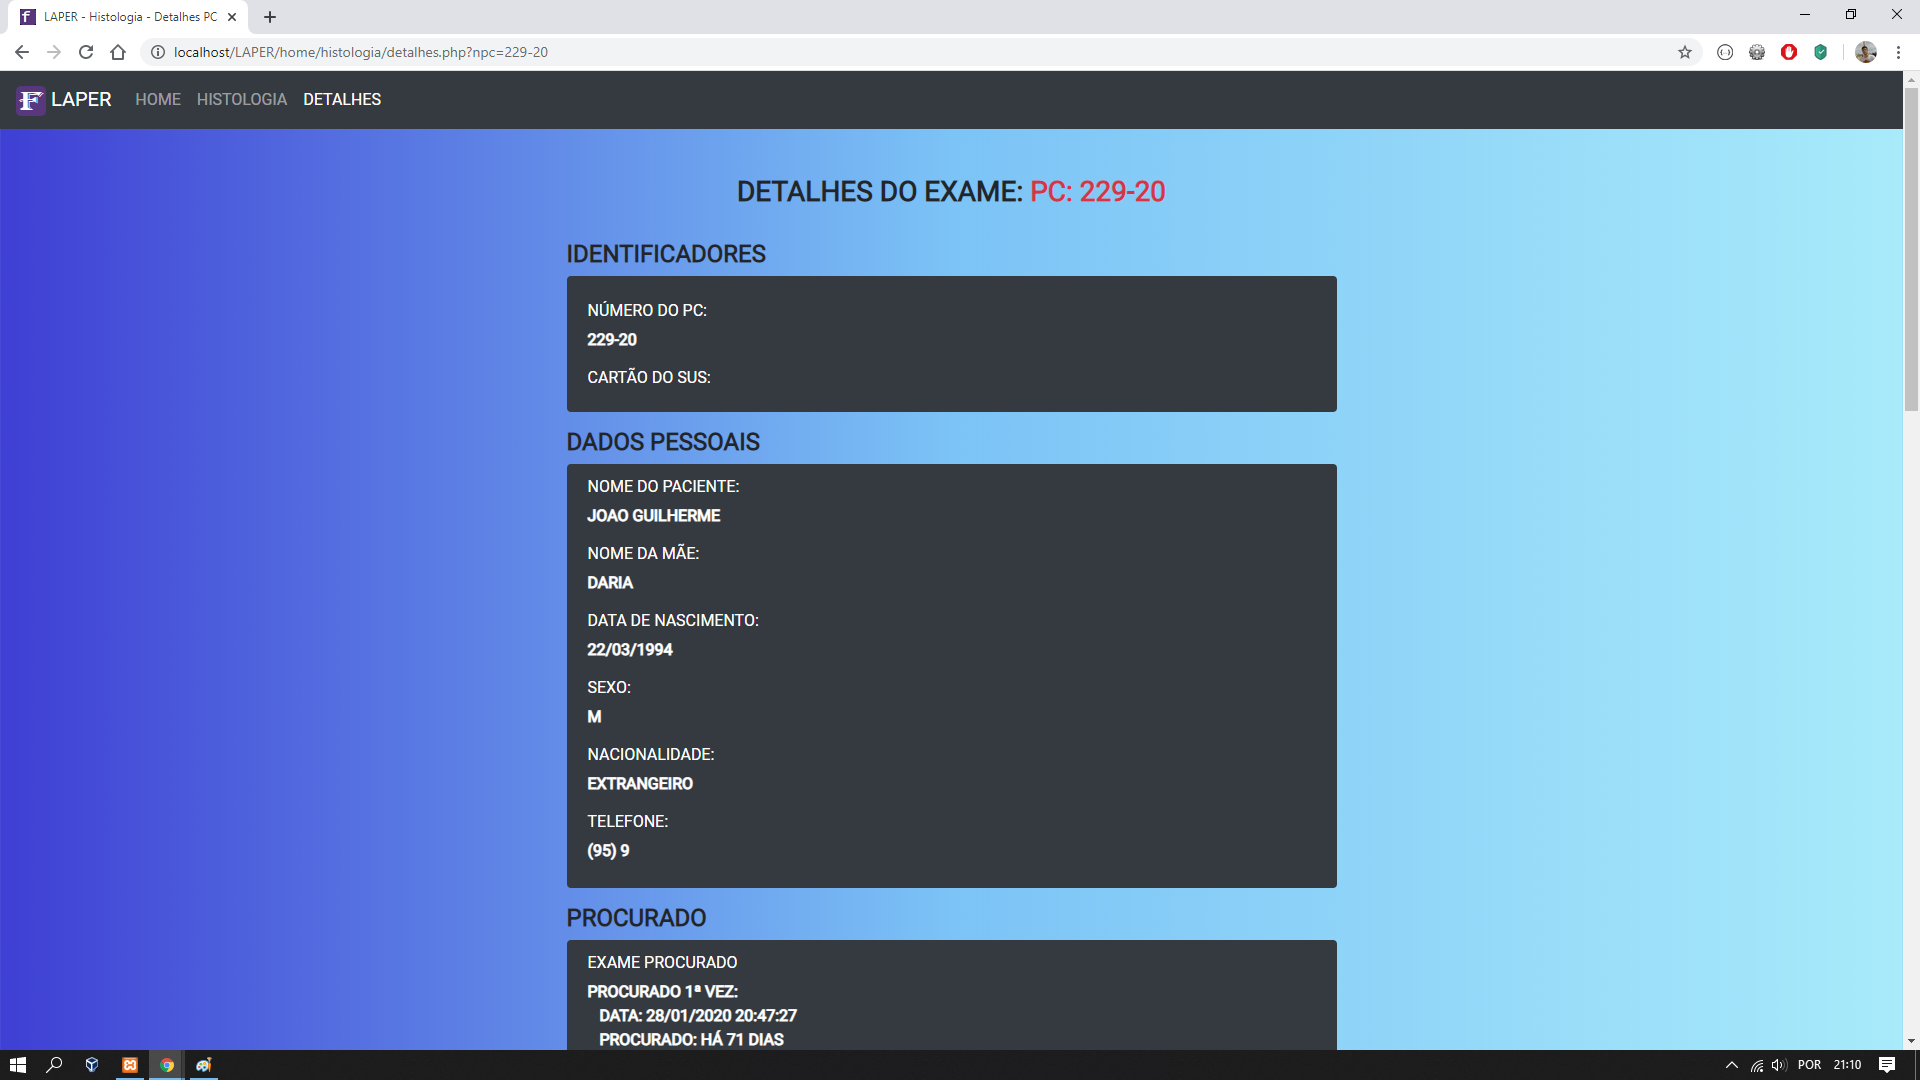 LAPER - Histologia - Detalhes PC
localhost/LAPER/home/histologia/detalhes.php?npc=229-20
LAPER HOME HISTOLOGIA DETALHES
DETALHES DO EXAME: PC: 229-20
IDENTIFICADORES
NÚMERO DO PC:
229-20
CARTÃO DO SUS:
DADOS PESSOAIS
NOME DO PACIENTE:
JOAO GUILHERME
NOME DA MÃE:
DARIA
DATA DE NASCIMENTO:
22/03/1994
SEXO:
M
NACIONALIDADE:
EXTRANGEIRO
TELEFONE:
(95) 9
PROCURADO
EXAME PROCURADO
PROCURADO 1ª VEZ:
DATA: 28/01/2020 20:47:27
PROCURADO: HÁ 71 DIAS
POR 21:10